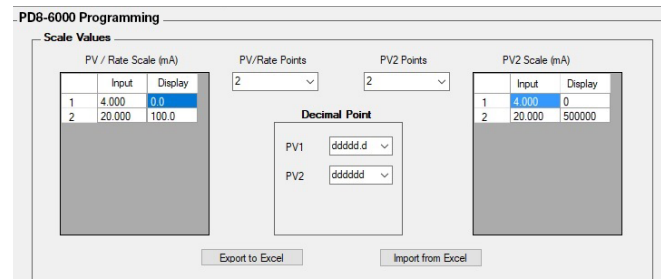 PD8-6000 Programming
Scale Values
PV / Rate Scale (mA)
Input Display
1 4.000 0.0
2 20.000 100.0
PV/Rate Points
2
PV2 Points
2
Decimal Point
PV1 ddddd.d
PV2 dddddd
PV2 Scale (mA)
Input Display
1 4.000 0
2 20.000 500000
Export to Excel
Import from Excel